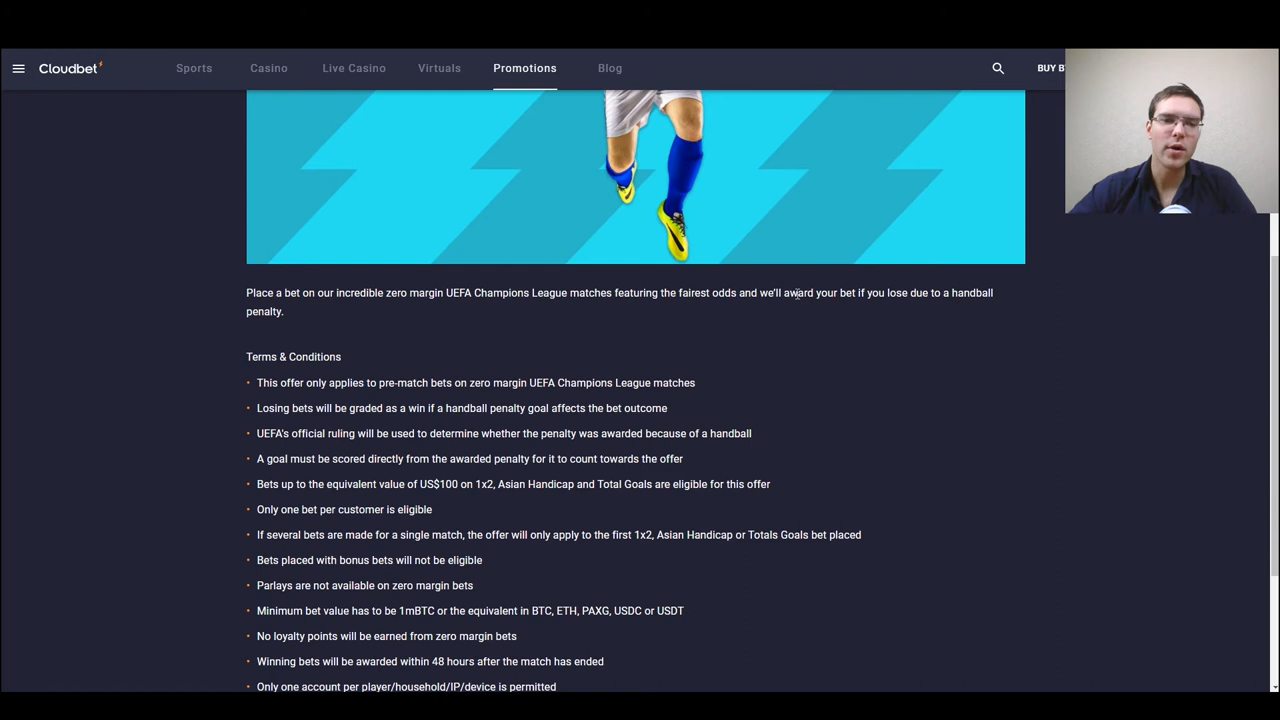 Cloudbet
Sports
Casino
Live Casino
Virtuals
Promotions
Blog
BUY B
Place a bet on our incredible zero margin UEFA Champions League matches featuring the fairest odds and we'll award your bet if you lose due to a handball
penalty.
Terms & Conditions
• This offer only applies to pre-match bets on zero margin UEFA Champions League matches
• Losing bets will be graded as a win if a handball penalty goal affects the bet outcome
• UEFA's official ruling will be used to determine whether the penalty was awarded because of a handball
• A goal must be scored directly from the awarded penalty for it to count towards the offer
• Bets up to the equivalent value of US$100 on 1x2, Asian Handicap and Total Goals are eligible for this offer
• Only one bet per customer is eligible
• If several bets are made for a single match, the offer will only apply to the first 1x2, Asian Handicap or Totals Goals bet placed
• Bets placed with bonus bets will not be eligible
• Parlays are not available on zero margin bets
• Minimum bet value has to be 1mBTC or the equivalent in BTC, ETH, PAXG, USDC or USDT
• No loyalty points will be earned from zero margin bets
• Winning bets will be awarded within 48 hours after the match has ended
• Only one account per player/household/IP/device is permitted